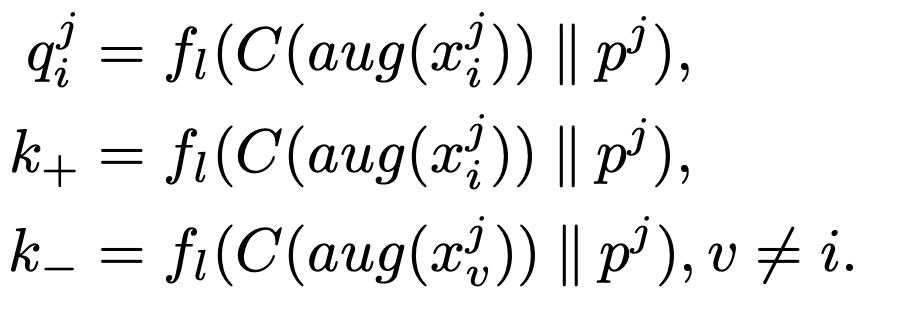 q_i^j = f_l(C(aug(x_i^j)) ∥ p^j),
k_+ = f_l(C(aug(x_i^j)) ∥ p^j),
k_− = f_l(C(aug(x_v^j)) ∥ p^j), v ≠ i.